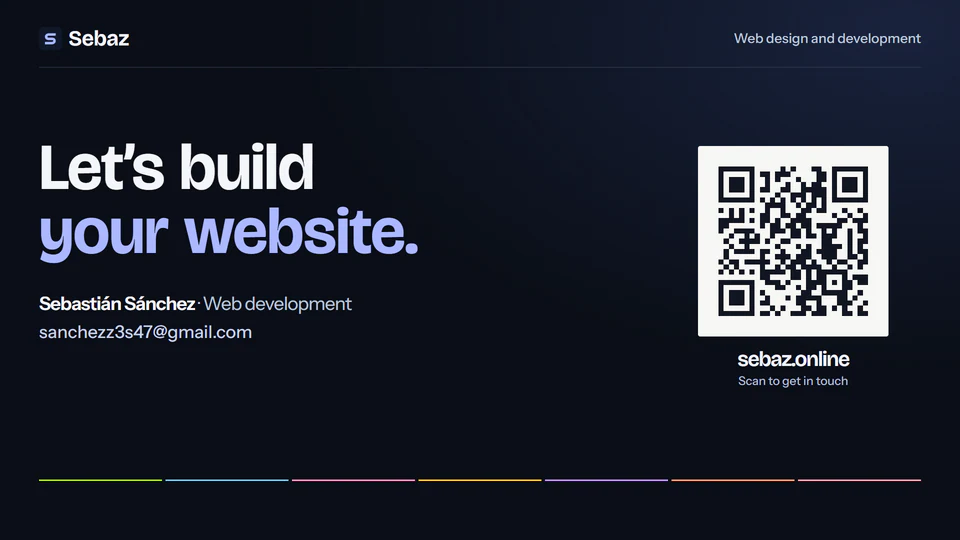 S Sebaz
Web design and development
Let's build
your website.
Sebastián Sánchez · Web development
sanchezz3s47@gmail.com
sebaz.online
Scan to get in touch